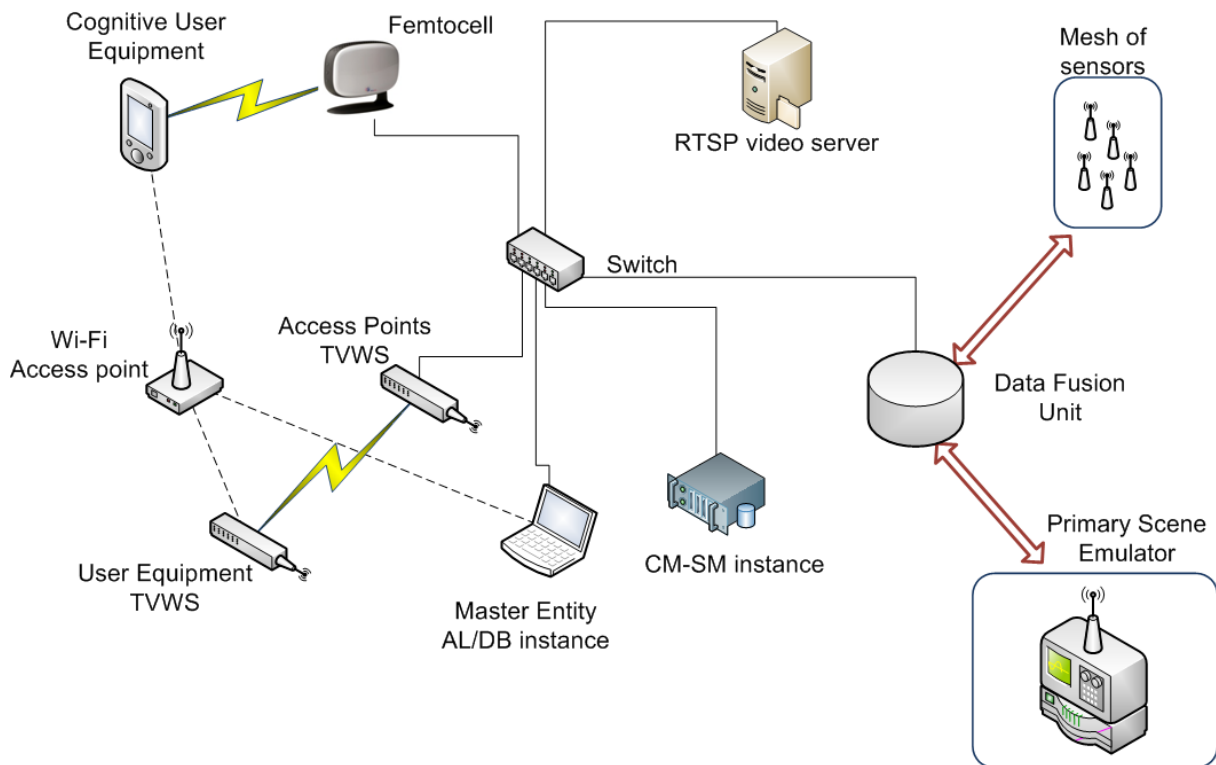 Cognitive User
Equipment
Femtocell
RTSP video server
Mesh of
sensors
Switch
Wi-Fi
Access point
Access Points
TVWS
Data Fusion
Unit
User Equipment
TVWS
Master Entity
AL/DB instance
CM-SM instance
Primary Scene
Emulator